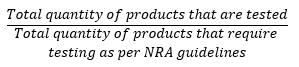 Total quantity of products that are tested
Total quantity of products that require
testing as per NRA guidelines